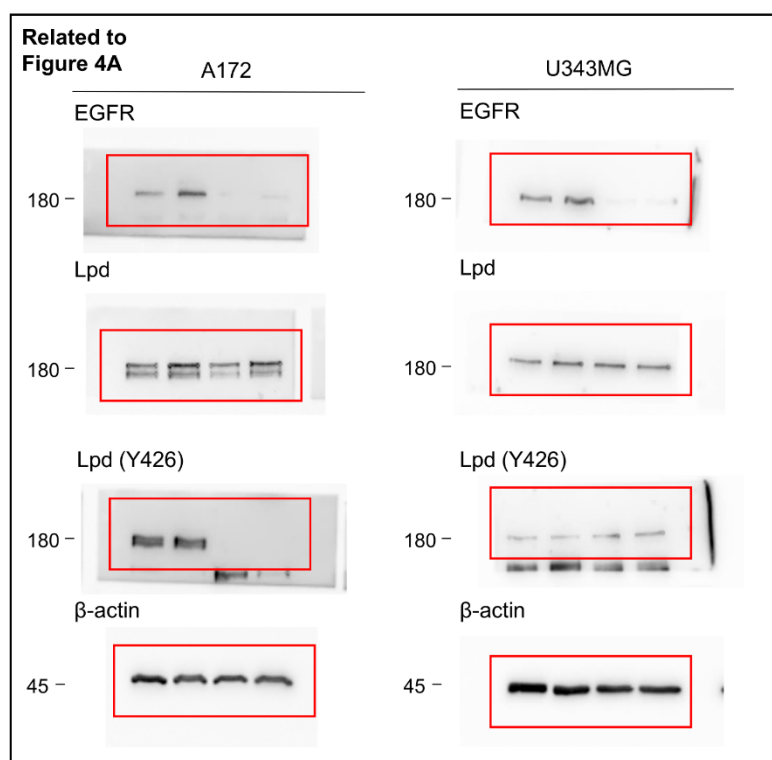 Related to
Figure 4A
A172
U343MG
EGFR
EGFR
180
180
Lpd
Lpd
180
180
Lpd (Y426)
Lpd (Y426)
180
180
β-actin
β-actin
45
45